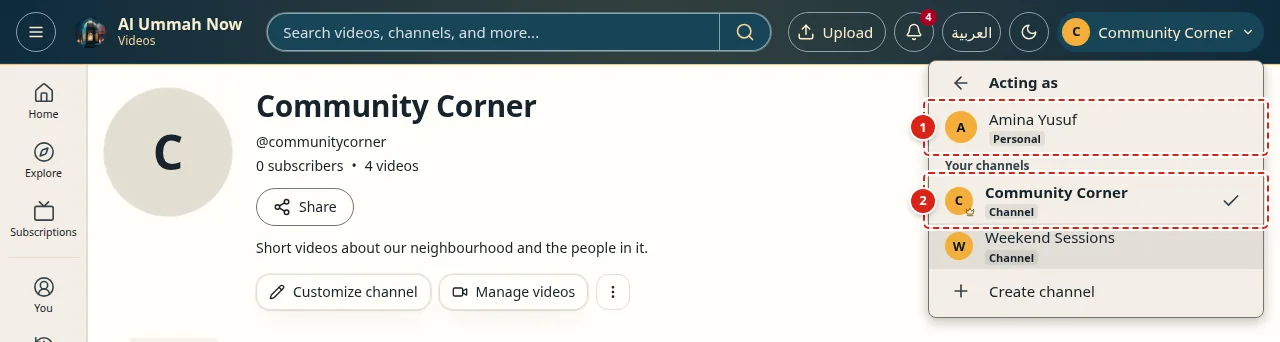 Al Ummah Now
Videos
Search videos, channels, and more...
Upload
4
العربية
C
Community Corner
Home
Explore
Subscriptions
You
C
Community Corner
@communitycorner
0 subscribers • 4 videos
Share
Short videos about our neighbourhood and the people in it.
Customize channel
Manage videos
Acting as
1
A
Amina Yusuf
Personal
Your channels
2
C
Community Corner
Channel
W
Weekend Sessions
Channel
Create channel